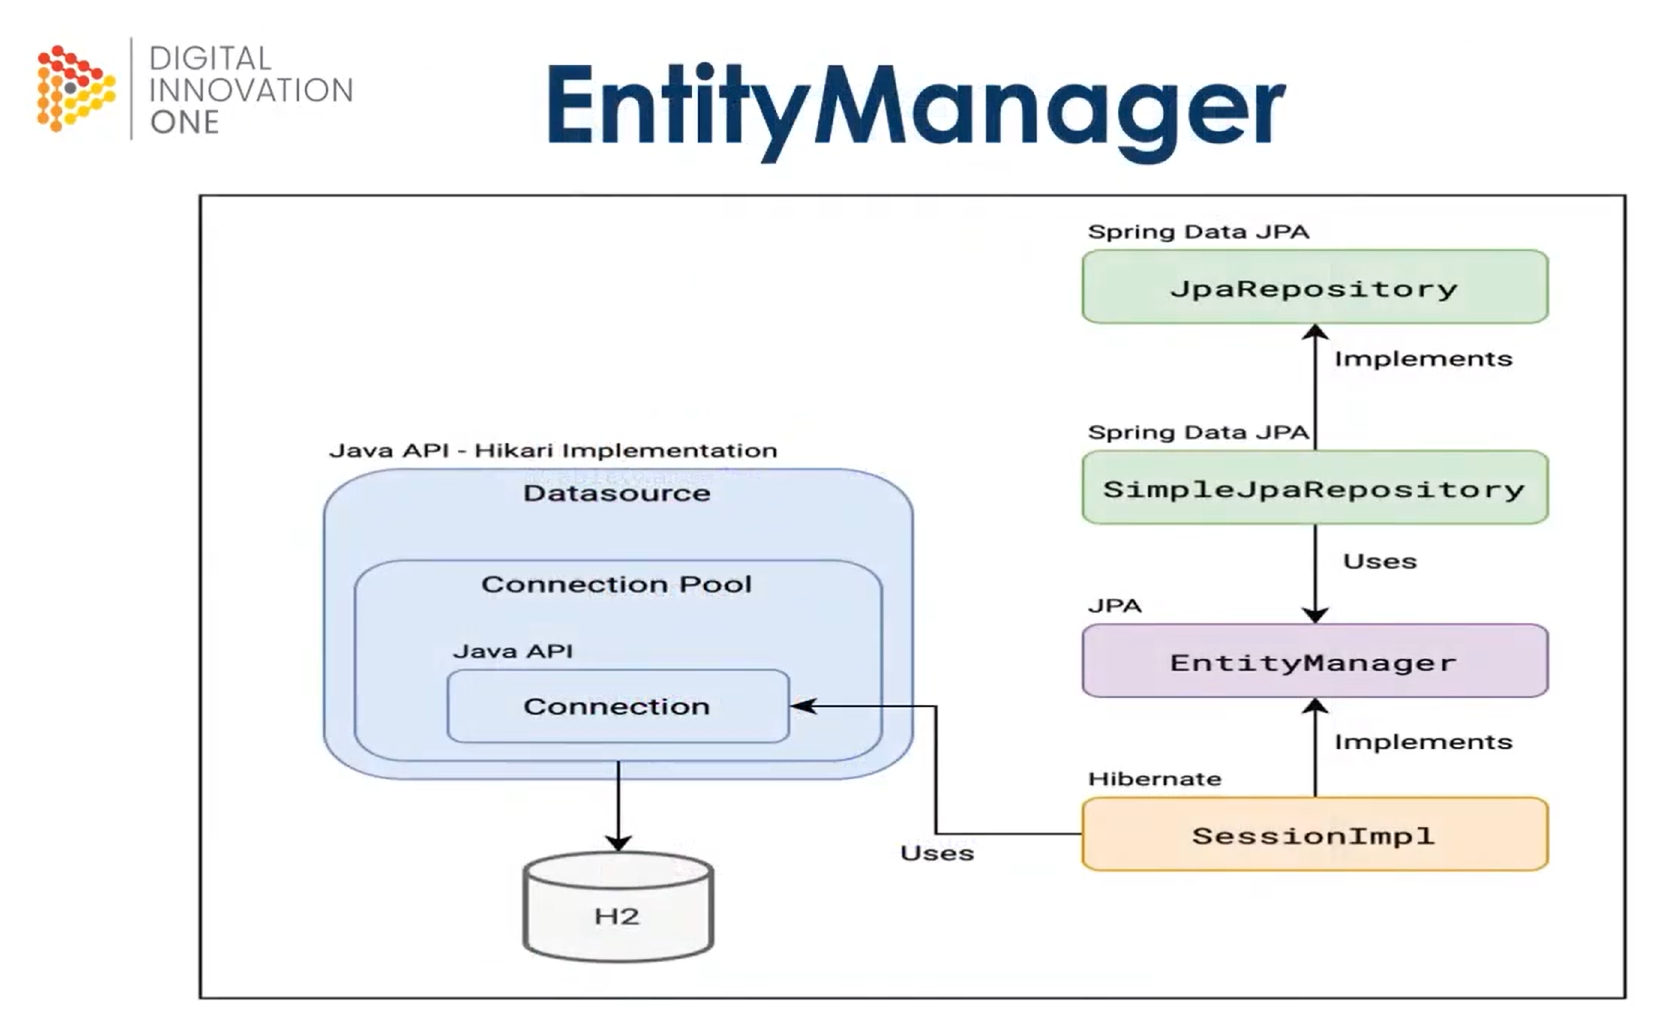 DIGITAL
INNOVATION
ONE
EntityManager
Spring Data JPA
JpaRepository
Implements
Spring Data JPA
SimpleJpaRepository
Uses
JPA
EntityManager
Implements
Hibernate
SessionImpl
Uses
Java API - Hikari Implementation
Datasource
Connection Pool
Java API
Connection
H2